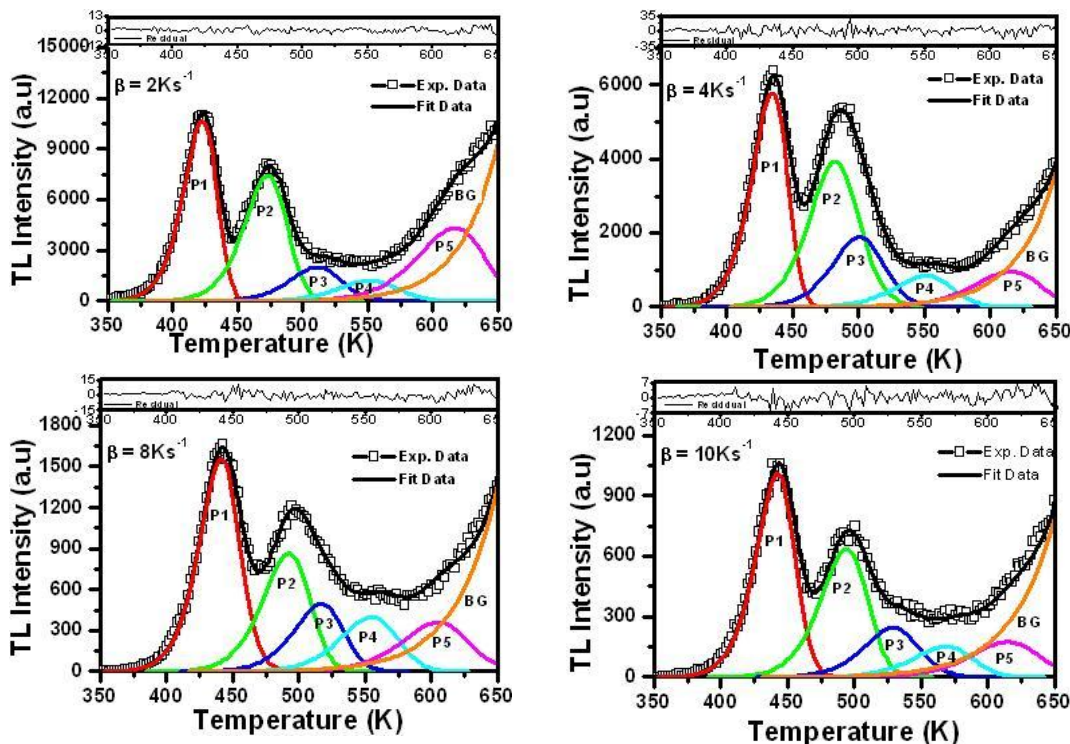 13
0
-13
350 400 450 500 550 600 650
Residual
15000
12000
9000
6000
3000
0
TL Intensity (a.u)
β = 2Ks⁻¹
Exp. Data
Fit Data
P1
P2
P3
P4
P5
BG
350 400 450 500 550 600 650
Temperature (K)
35
0
-35
350 400 450 500 550 600 650
Residual
6000
4000
2000
0
TL Intensity (a.u)
β = 4Ks⁻¹
Exp. Data
Fit Data
P1
P2
P3
P4
P5
BG
350 400 450 500 550 600 650
Temperature (K)
15
0
-15
350 400 450 500 550 600 650
Residual
1800
1500
1200
900
600
300
0
TL Intensity (a.u)
β = 8Ks⁻¹
Exp. Data
Fit Data
P1
P2
P3
P4
P5
BG
350 400 450 500 550 600 650
Temperature (K)
7
0
-7
350 400 450 500 550 600 650
Residual
1200
900
600
300
0
TL Intensity (a.u)
β = 10Ks⁻¹
Exp. Data
Fit Data
P1
P2
P3
P4
P5
BG
350 400 450 500 550 600 650
Temperature (K)